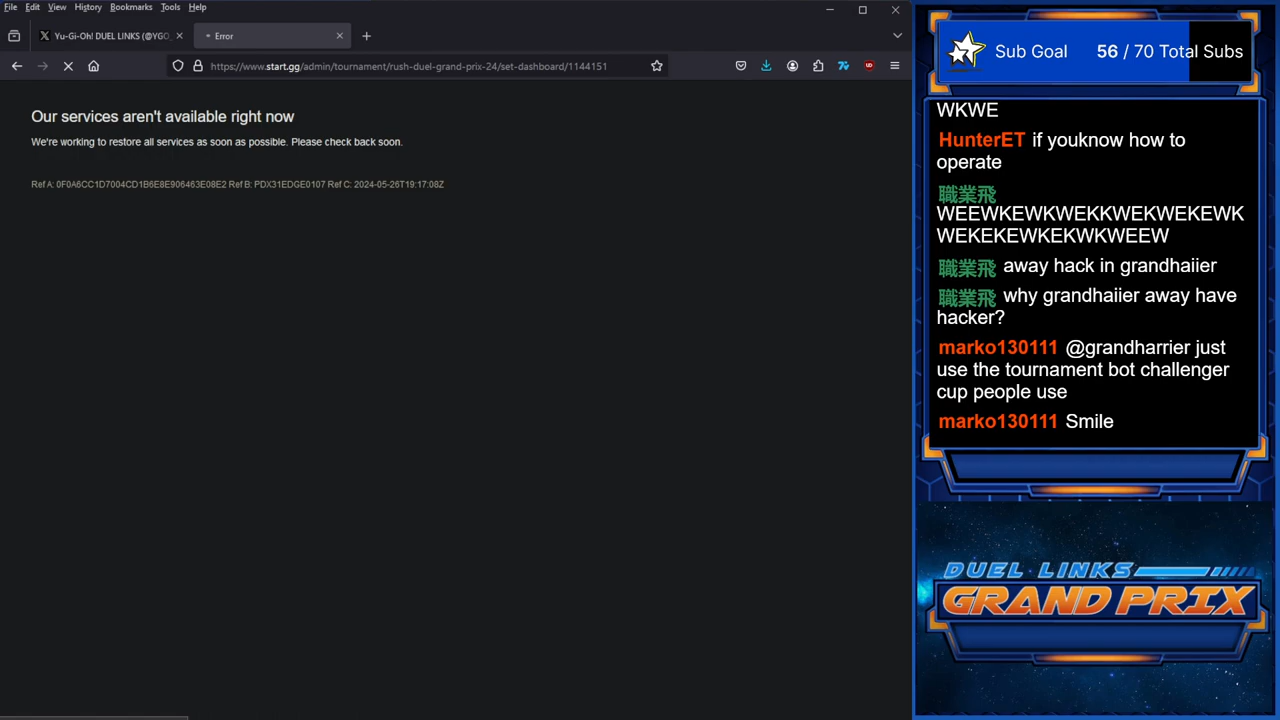 File Edit View History Bookmarks Tools Help
Yu-Gi-Oh! DUEL LINKS (@YGO_
Error
https://www.start.gg/admin/tournament/rush-duel-grand-prix-24/set-dashboard/1144151
Our services aren't available right now
We're working to restore all services as soon as possible. Please check back soon.
Ref A: 0F0A6CC1D7004CD1B6E8E906463E08E2 Ref B: PDX31EDGE0107 Ref C: 2024-05-26T19:17:08Z
Sub Goal 56 / 70 Total Subs
WKWE
HunterET if youknow how to
operate
職業飛
WEEWKEWKWEKKWEKWEKEWK
WEKEKEWKEKWKWEEW
職業飛 away hack in grandhaiier
職業飛 why grandhaiier away have
hacker?
marko130111 @grandharrier just
use the tournament bot challenger
cup people use
marko130111 Smile
DUEL LINKS
GRAND PRIX